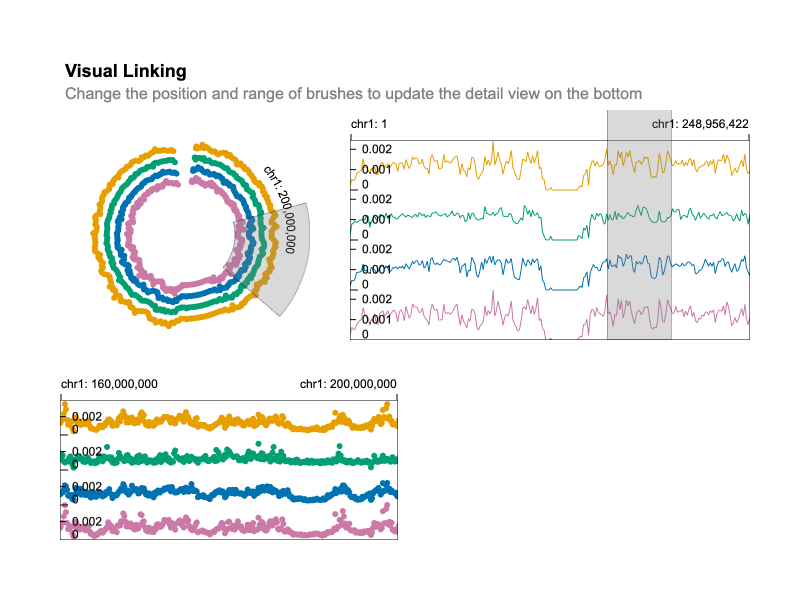 Visual Linking
Change the position and range of brushes to update the detail view on the bottom
chr1: 200,000,000
chr1: 1
chr1: 248,956,422
0.002
0.001
0
0.002
0.001
0
0.002
0.001
0
0.002
0.001
0
chr1: 160,000,000
chr1: 200,000,000
0.002
0
0.002
0
0.002
0
0.002
0